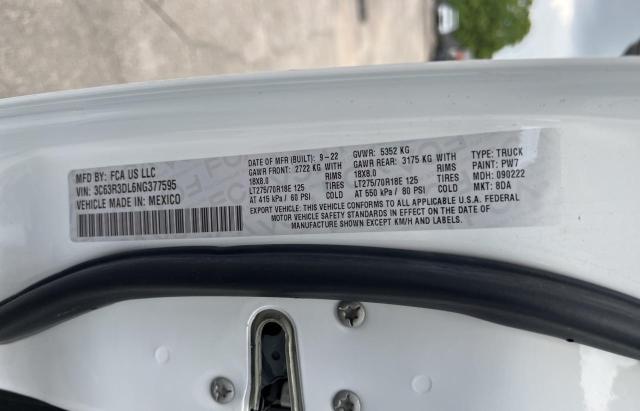 MFD BY: FCA US LLC
VIN: 3C63R3DL6NG377595
VEHICLE MADE IN: MEXICO
DATE OF MFR (BUILT): 9-22 GVWR: 5352 KG TYPE: TRUCK
GAWR FRONT: 2722 KG WITH GAWR REAR: 3175 KG WITH PAINT: PW7
18X8.0 RIMS 18X8.0 RIMS MDH: 090222
LT275/70R18E 125 TIRES LT275/70R18E 125 TIRES MKT: BDA
AT 415 kPa/ 60 PSI AT 550 kPa/ 80 PSI
EXPORT VEHICLE: THIS VEHICLE CONFORMS TO ALL APPLICABLE U.S.A. FEDERAL
MOTOR VEHICLE SAFETY STANDARDS IN EFFECT ON THE DATE OF
MANUFACTURE SHOWN ABOVE EXCEPT KM/H AND LABELS.